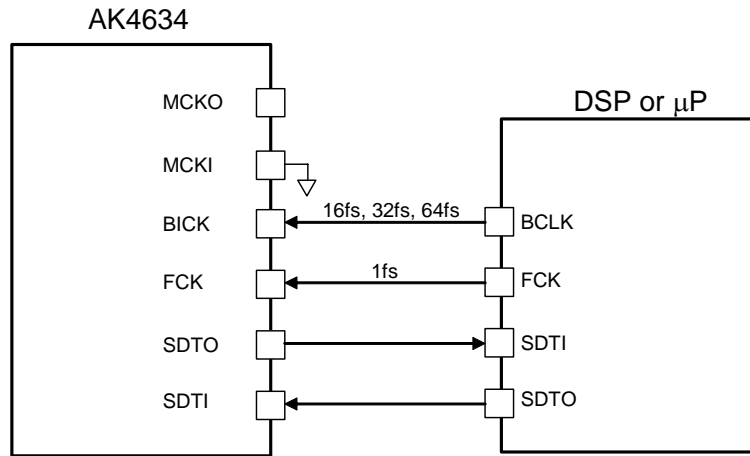 AK4634
DSP or μP
MCKO
MCKI
BICK
16fs, 32fs, 64fs
BCLK
FCK
1fs
FCK
SDTO
SDTI
SDTI
SDTO